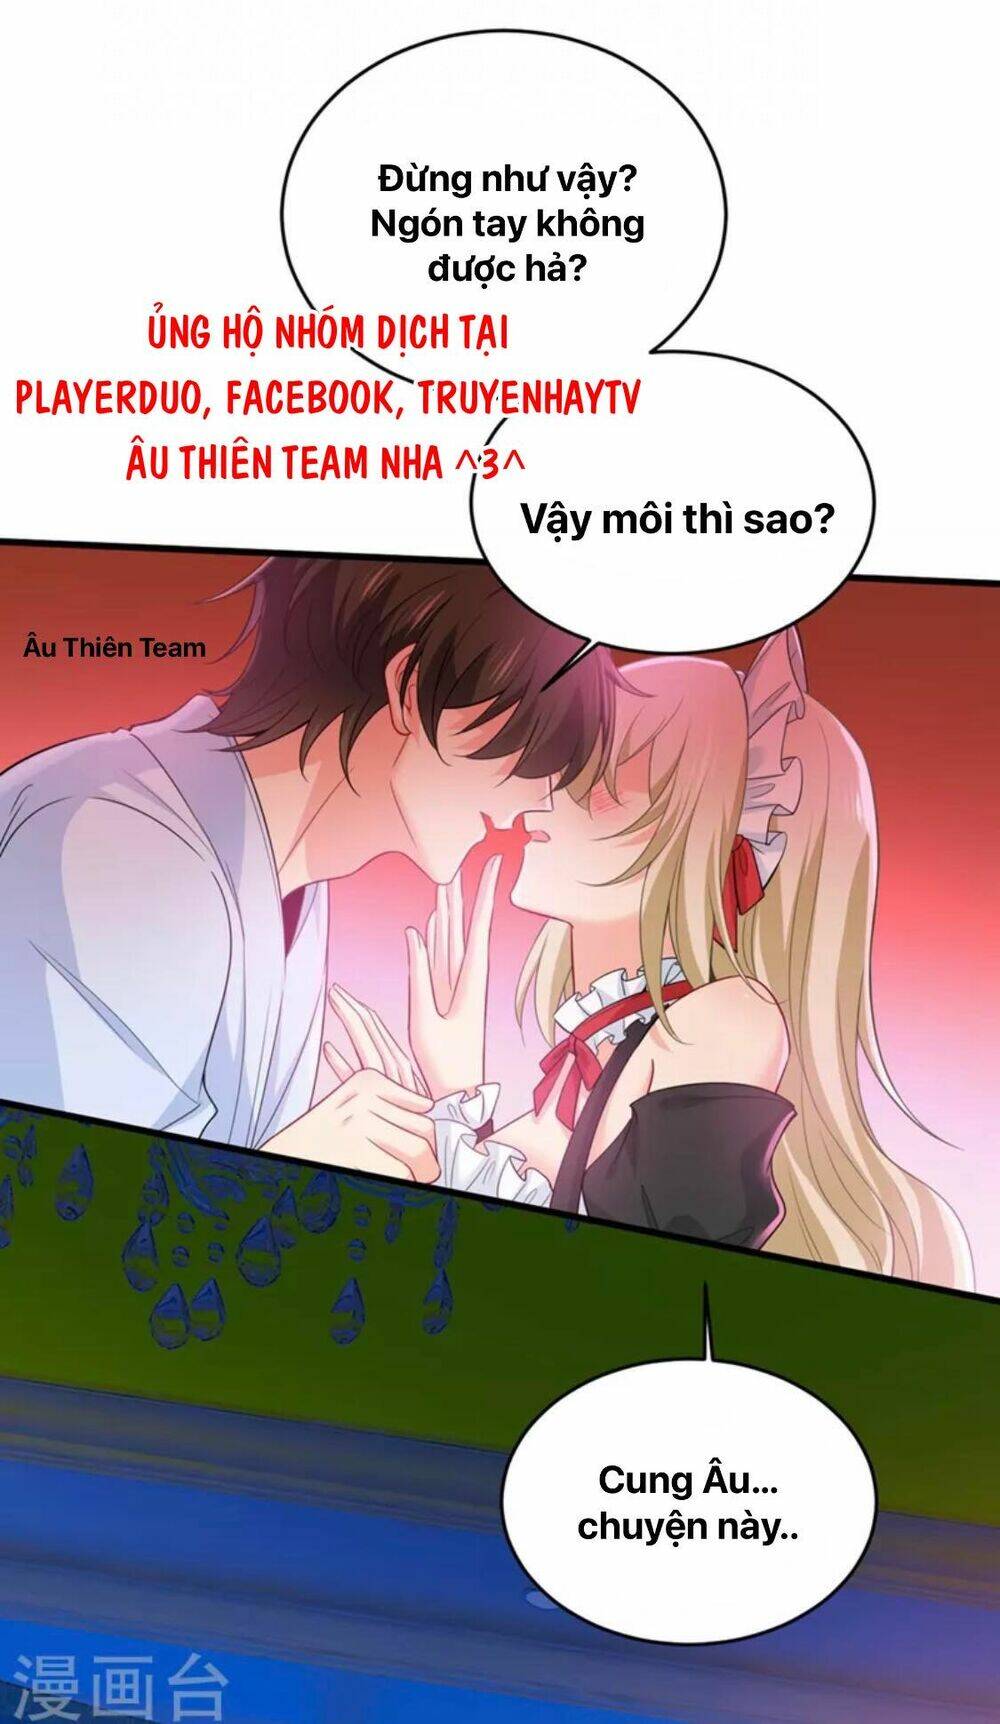 Đừng như vậy?
Ngón tay không
được hả?
ỦNG HỘ NHÓM DỊCH TẠI
PLAYERDUO, FACEBOOK, TRUYENHAYTV
ÂU THIÊN TEAM NHA ^3^
Vậy môi thì sao?
Âu Thiên Team
Cung Âu...
chuyện này..
漫画台